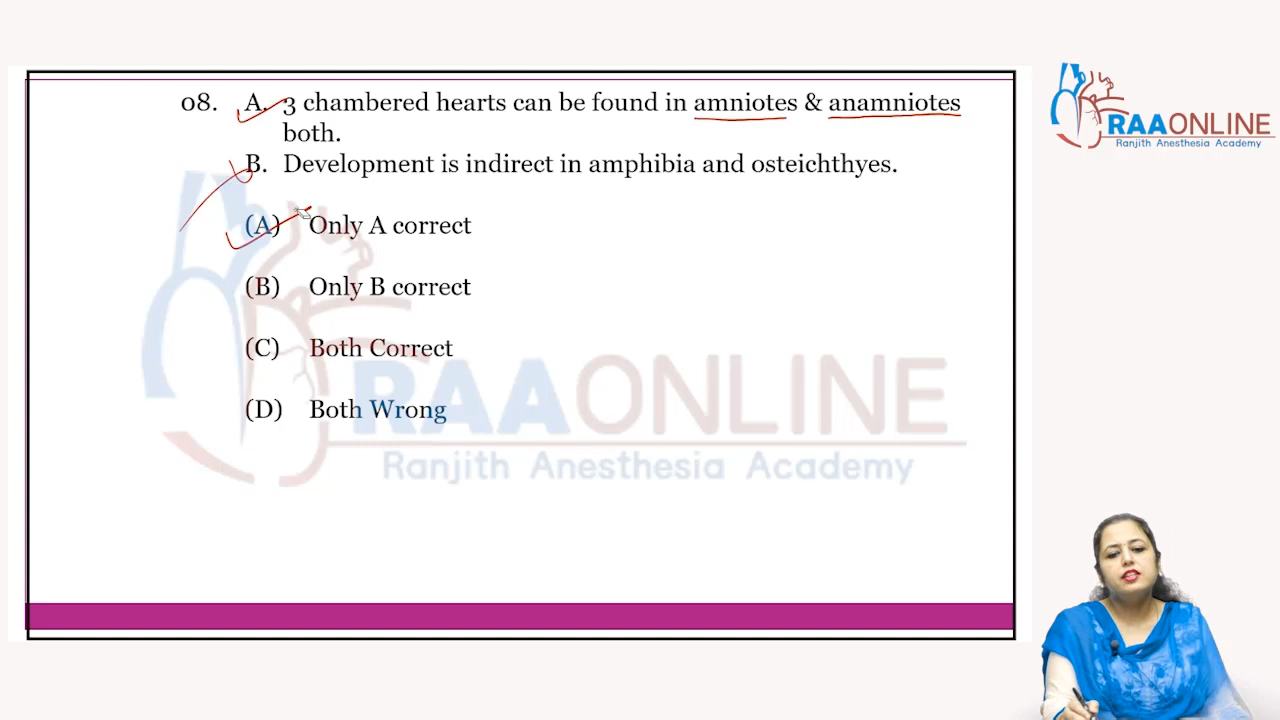 08. A. 3 chambered hearts can be found in amniotes & anamniotes
both.
B. Development is indirect in amphibia and osteichthyes.
(A) Only A correct
(B) Only B correct
(C) Both Correct
(D) Both Wrong
RAAONLINE
Ranjith Anesthesia Academy
RAAONLINE
Ranjith Anesthesia Academy